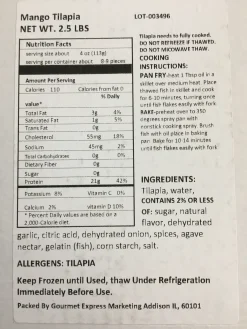 Mango Tilapia
LOT-003496
NET WT. 2.5 LBS
Nutrition Facts
serving size about 4 oz (113g)
serving per container about 8-9 pieces
Amount Per Serving
Calories 110 Calories from fat 0
% Daily
value*
Total Fat 3g 4%
Saturated Fat 1g 5%
Trans Fat 0g
Cholesterol 55mg 18%
Sodium 45mg 2%
Total Carbohydrates 0g 0%
Dietary Fiber 0g
Sugar 0g
Protein 21g 42%
Potassium 8% Vitamin C 0%
Calcium 2% vitamin D 10%
* Percent Daily values are based on a
2,000-Calorie diet.
Tilapia needs to fully cooked.
DO NOT REFREEZE IF THAWED.
DO NOT MICROWAVE THAW.
COOKING
INSTRUCTIONS:
PAN FRY-heat 1 Tbsp oil in a
skillet over medium heat. Place
thawed fish in skillet and cook
for 6-10 minutes, turning once
until fish flakes easily with fork
BAKE-preheat oven to 350
degrees spray pan with
nonstick cooking spray. Brush
fish with oil place in baking
pan. Bake for 10-14 minutes
until fish flakes easily with fork
INGREDIENTS:
Tilapia, water,
CONTAINS 2% OR LESS
OF: sugar, natural
flavor, dehydrated
garlic, citric acid, dehydrated onion, spices, agave
nectar, gelatin (fish), corn starch, salt.
ALLERGENS: TILAPIA
Keep Frozen until Used, thaw Under Refrigeration
Immediately Before Use.
Packed By Gourmet Express Marketing Addison IL, 60101